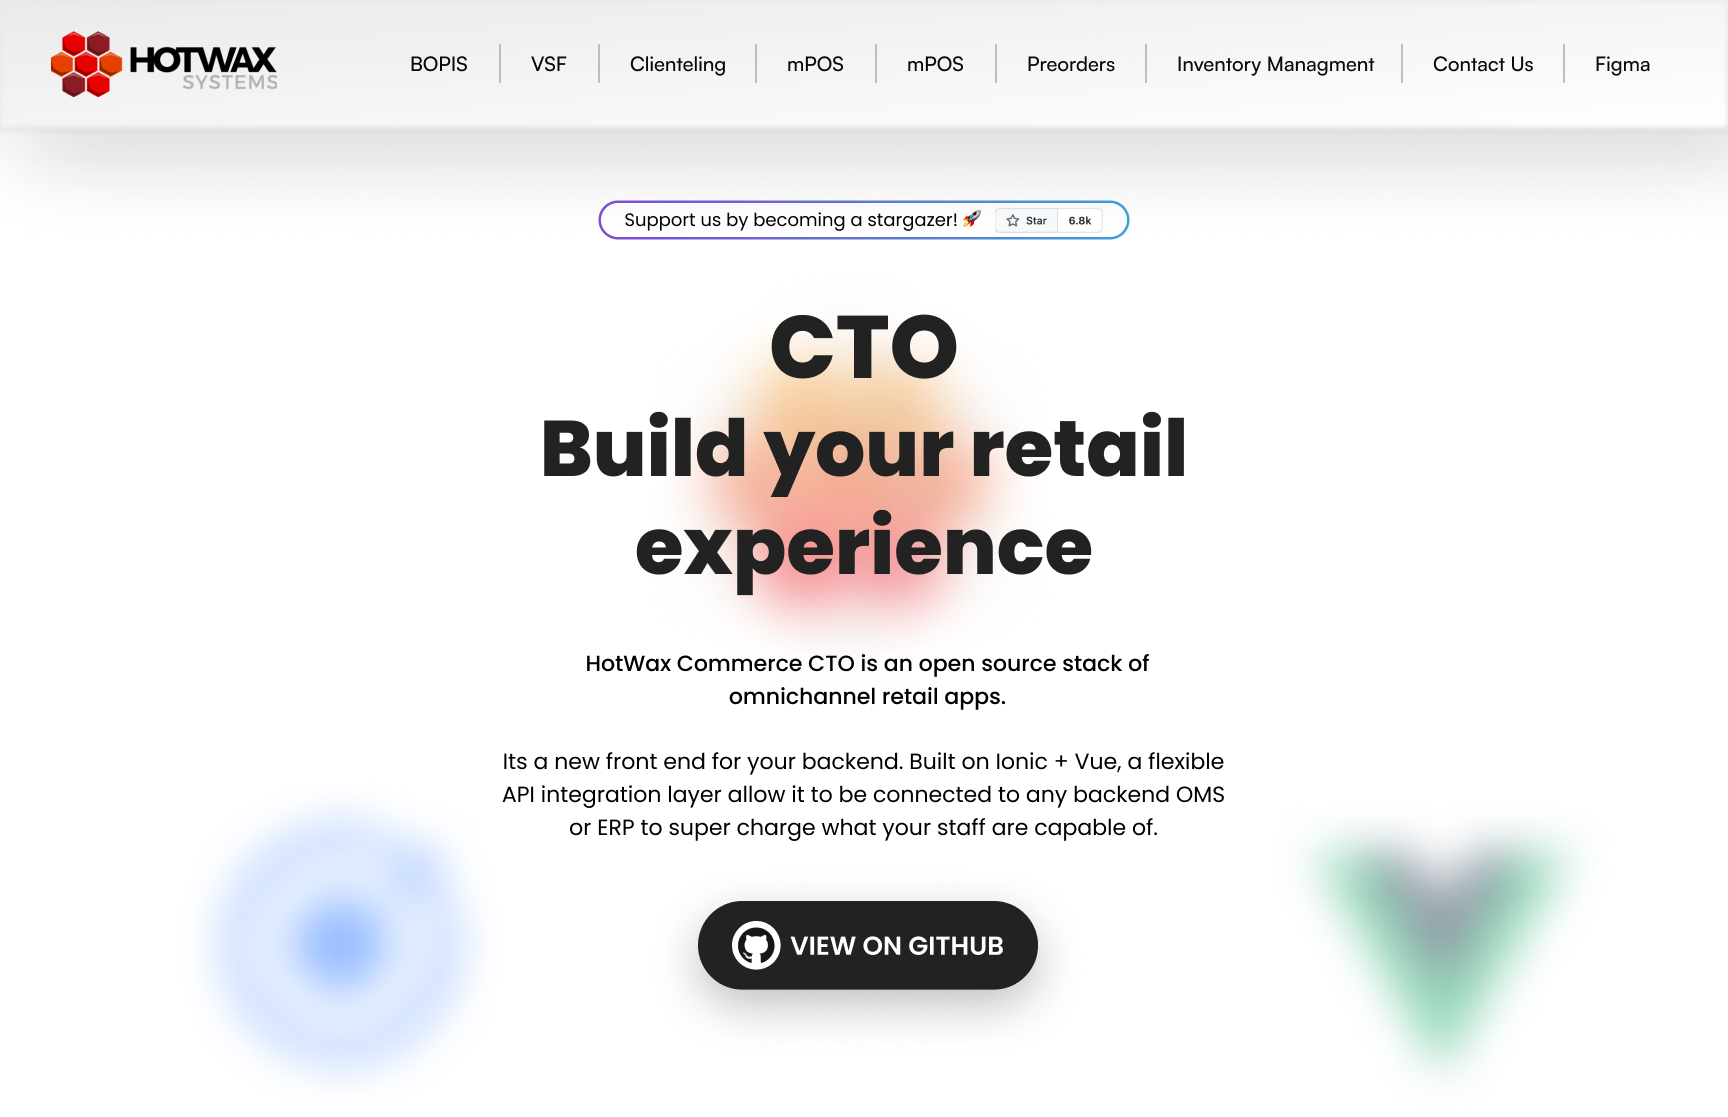 HOTWAX
SYSTEMS
BOPIS
VSF
Clienteling
mPOS
mPOS
Preorders
Inventory Managment
Contact Us
Figma
Support us by becoming a stargazer! 🚀 Star 6.8k
CTO
Build your retail
experience
HotWax Commerce CTO is an open source stack of
omnichannel retail apps.
Its a new front end for your backend. Built on Ionic + Vue, a flexible
API integration layer allow it to be connected to any backend OMS
or ERP to super charge what your staff are capable of.
VIEW ON GITHUB